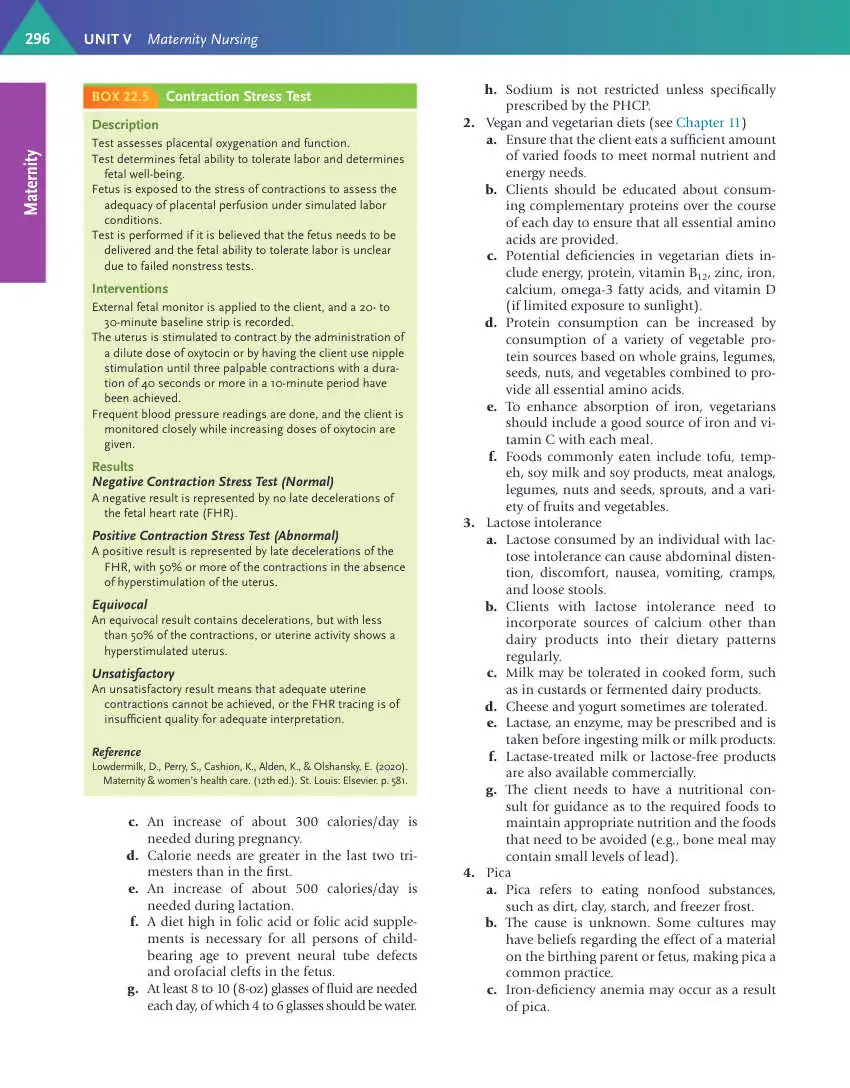 296
UNIT V Maternity Nursing
Maternity
BOX 22.5 Contraction Stress Test
Description
Test assesses placental oxygenation and function.
Test determines fetal ability to tolerate labor and determines
fetal well-being.
Fetus is exposed to the stress of contractions to assess the
adequacy of placental perfusion under simulated labor
conditions.
Test is performed if it is believed that the fetus needs to be
delivered and the fetal ability to tolerate labor is unclear
due to failed nonstress tests.
Interventions
External fetal monitor is applied to the client, and a 20- to
30-minute baseline strip is recorded.
The uterus is stimulated to contract by the administration of
a dilute dose of oxytocin or by having the client use nipple
stimulation until three palpable contractions with a dura-
tion of 40 seconds or more in a 10-minute period have
been achieved.
Frequent blood pressure readings are done, and the client is
monitored closely while increasing doses of oxytocin are
given.
Results
Negative Contraction Stress Test (Normal)
A negative result is represented by no late decelerations of
the fetal heart rate (FHR).
Positive Contraction Stress Test (Abnormal)
A positive result is represented by late decelerations of the
FHR, with 50% or more of the contractions in the absence
of hyperstimulation of the uterus.
Equivocal
An equivocal result contains decelerations, but with less
than 50% of the contractions, or uterine activity shows a
hyperstimulated uterus.
Unsatisfactory
An unsatisfactory result means that adequate uterine
contractions cannot be achieved, or the FHR tracing is of
insufficient quality for adequate interpretation.
Reference
Lowdermilk, D., Perry, S., Cashion, K., Alden, K., & Olshansky, E. (2020).
Maternity & women's health care. (12th ed.). St. Louis: Elsevier. p. 581.
c. An increase of about 300 calories/day is
needed during pregnancy.
d. Calorie needs are greater in the last two tri-
mesters than in the first.
e. An increase of about 500 calories/day is
needed during lactation.
f. A diet high in folic acid or folic acid supple-
ments is necessary for all persons of child-
bearing age to prevent neural tube defects
and orofacial clefts in the fetus.
g. At least 8 to 10 (8-oz) glasses of fluid are needed
each day, of which 4 to 6 glasses should be water.
h. Sodium is not restricted unless specifically
prescribed by the PHCP.
2. Vegan and vegetarian diets (see Chapter 11)
a. Ensure that the client eats a sufficient amount
of varied foods to meet normal nutrient and
energy needs.
b. Clients should be educated about consum-
ing complementary proteins over the course
of each day to ensure that all essential amino
acids are provided.
c. Potential deficiencies in vegetarian diets in-
clude energy, protein, vitamin B12, zinc, iron,
calcium, omega-3 fatty acids, and vitamin D
(if limited exposure to sunlight).
d. Protein consumption can be increased by
consumption of a variety of vegetable pro-
tein sources based on whole grains, legumes,
seeds, nuts, and vegetables combined to pro-
vide all essential amino acids.
e. To enhance absorption of iron, vegetarians
should include a good source of iron and vi-
tamin C with each meal.
f. Foods commonly eaten include tofu, temp-
eh, soy milk and soy products, meat analogs,
legumes, nuts and seeds, sprouts, and a vari-
ety of fruits and vegetables.
3. Lactose intolerance
a. Lactose consumed by an individual with lac-
tose intolerance can cause abdominal disten-
tion, discomfort, nausea, vomiting, cramps,
and loose stools.
b. Clients with lactose intolerance need to
incorporate sources of calcium other than
dairy products into their dietary patterns
regularly.
c. Milk may be tolerated in cooked form, such
as in custards or fermented dairy products.
d. Cheese and yogurt sometimes are tolerated.
e. Lactase, an enzyme, may be prescribed and is
taken before ingesting milk or milk products.
f. Lactase-treated milk or lactose-free products
are also available commercially.
g. The client needs to have a nutritional con-
sult for guidance as to the required foods to
maintain appropriate nutrition and the foods
that need to be avoided (e.g., bone meal may
contain small levels of lead).
4. Pica
a. Pica refers to eating nonfood substances,
such as dirt, clay, starch, and freezer frost.
b. The cause is unknown. Some cultures may
have beliefs regarding the effect of a material
on the birthing parent or fetus, making pica a
common practice.
c. Iron-deficiency anemia may occur as a result
of pica.